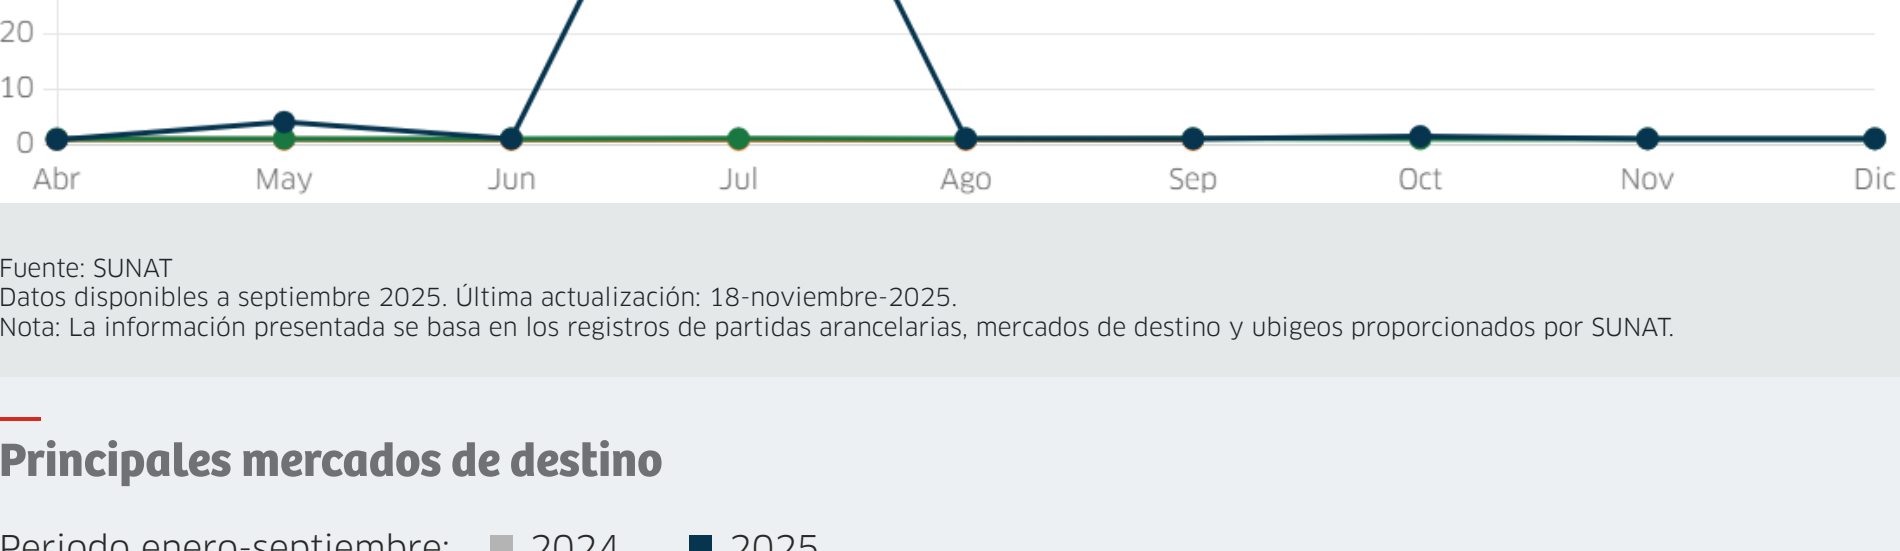 20
10
0
Abr May Jun Jul Ago Sep Oct Nov Dic
Fuente: SUNAT
Datos disponibles a septiembre 2025. Última actualización: 18-noviembre-2025.
Nota: La información presentada se basa en los registros de partidas arancelarias, mercados de destino y ubigeos proporcionados por SUNAT.
Principales mercados de destino
Periodo enero-septiembre: 2024 2025